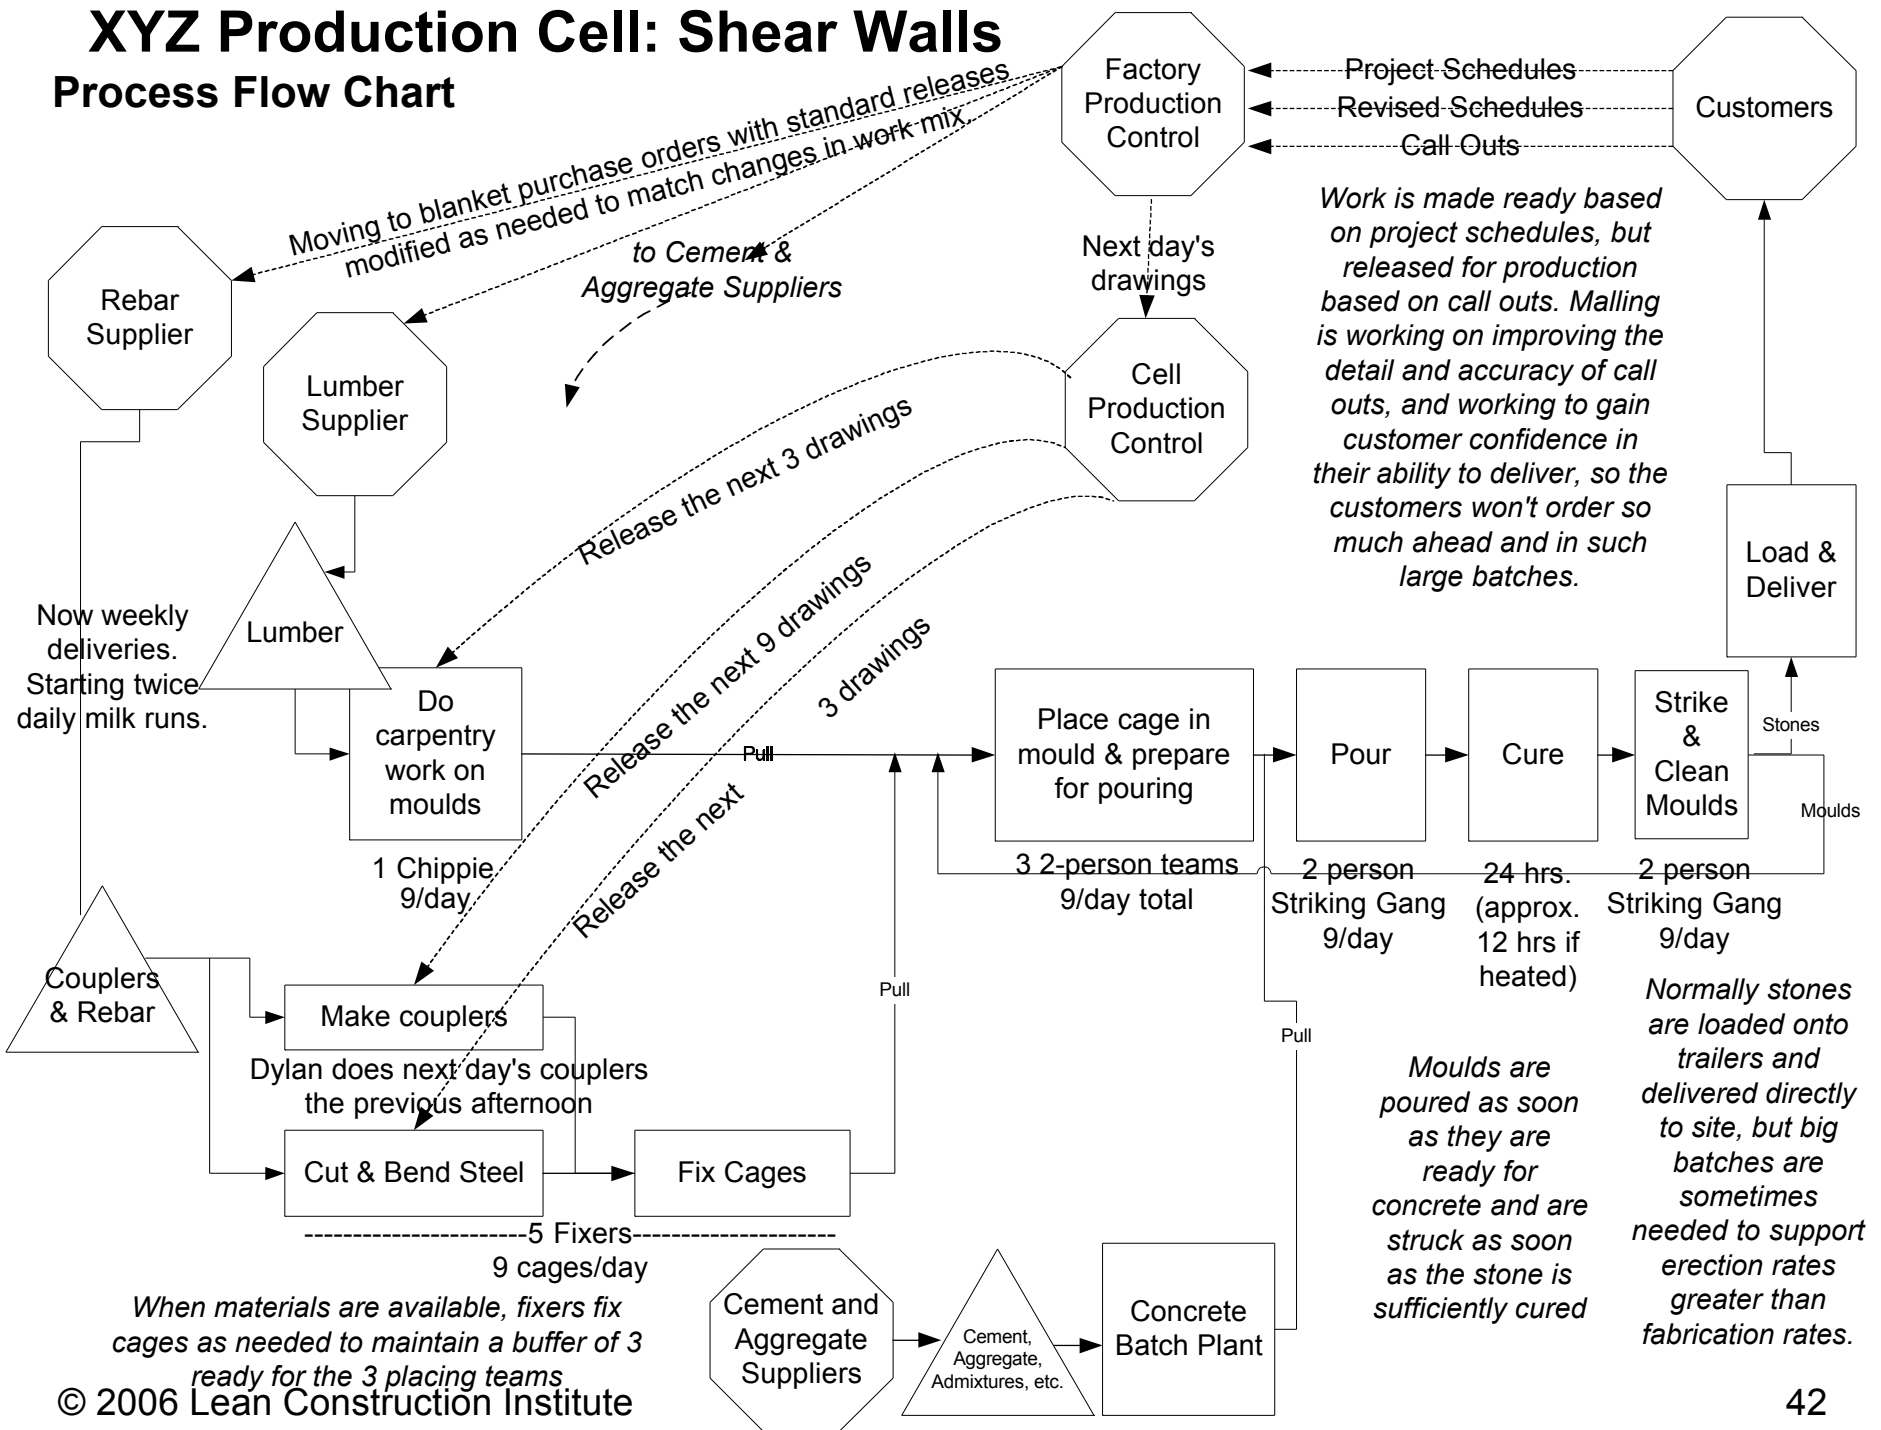 XYZ Production Cell: Shear Walls
Process Flow Chart
Factory
Production
Control
Project Schedules
Revised Schedules
Call Outs
Customers
Moving to blanket purchase orders with standard releases
modified as needed to match changes in work mix.
to Cement &
Aggregate Suppliers
Next day's
drawings
Work is made ready based
on project schedules, but
released for production
based on call outs. Malling
is working on improving the
detail and accuracy of call
outs, and working to gain
customer confidence in
their ability to deliver, so the
customers won't order so
much ahead and in such
large batches.
Rebar
Supplier
Lumber
Supplier
Cell
Production
Control
Release the next 3 drawings
Release the next 9 drawings
Release the next
3 drawings
Load &
Deliver
Now weekly
deliveries.
Starting twice
daily milk runs.
Lumber
Do
carpentry
work on
moulds
1 Chippie
9/day
Pull
Place cage in
mould & prepare
for pouring
3 2-person teams
9/day total
Pour
2 person
Striking Gang
9/day
Cure
24 hrs.
(approx.
12 hrs if
heated)
Strike
&
Clean
Moulds
2 person
Striking Gang
9/day
Stones
Moulds
Couplers
& Rebar
Make couplers
Dylan does next day's couplers
the previous afternoon
Cut & Bend Steel
Fix Cages
Pull
Pull
----------------------5 Fixers--------------------
9 cages/day
When materials are available, fixers fix
cages as needed to maintain a buffer of 3
ready for the 3 placing teams
Cement and
Aggregate
Suppliers
Cement,
Aggregate,
Admixtures, etc.
Concrete
Batch Plant
Moulds are
poured as soon
as they are
ready for
concrete and are
struck as soon
as the stone is
sufficiently cured
Normally stones
are loaded onto
trailers and
delivered directly
to site, but big
batches are
sometimes
needed to support
erection rates
greater than
fabrication rates.
© 2006 Lean Construction Institute
42